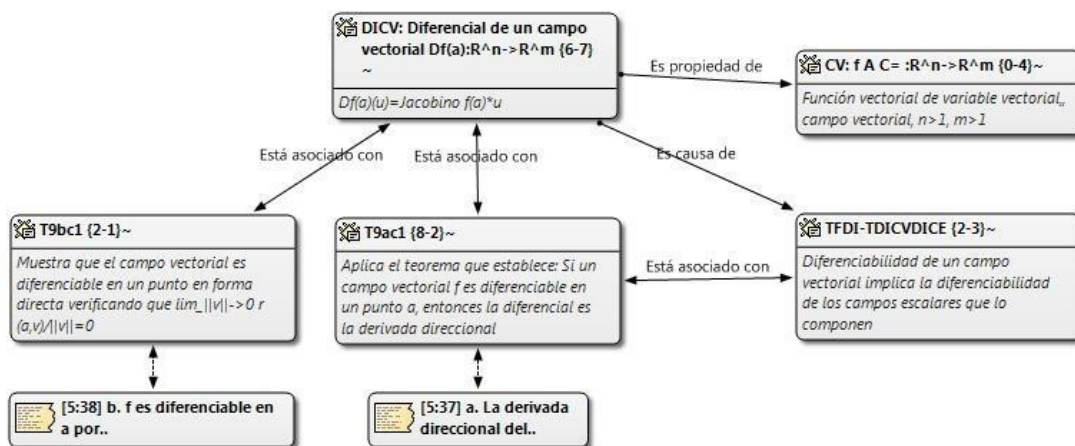 DICV: Diferencial de un campo
vectorial Df(a):R^n->R^m {6-7}
~
Df(a)(u)=Jacobino f(a)*u
Es propiedad de
CV: f A C= :R^n->R^m {0-4}~
Función vectorial de variable vectorial,,
campo vectorial, n>1, m>1
Está asociado con
Está asociado con
Es causa de
T9bc1 {2-1}~
Muestra que el campo vectorial es
diferenciable en un punto en forma
directa verificando que lim_||v||->0 r
(a,v)/||v||=0
T9ac1 {8-2}~
Aplica el teorema que establece: Si un
campo vectorial f es diferenciable en
un punto a, entonces la diferencial es
la derivada direccional
Está asociado con
TFDI-TDICVDICE {2-3}~
Diferenciabilidad de un campo
vectorial implica la diferenciabilidad
de los campos escalares que lo
componen
[5:38] b. f es diferenciable en
a por..
[5:37] a. La derivada
direccional del..